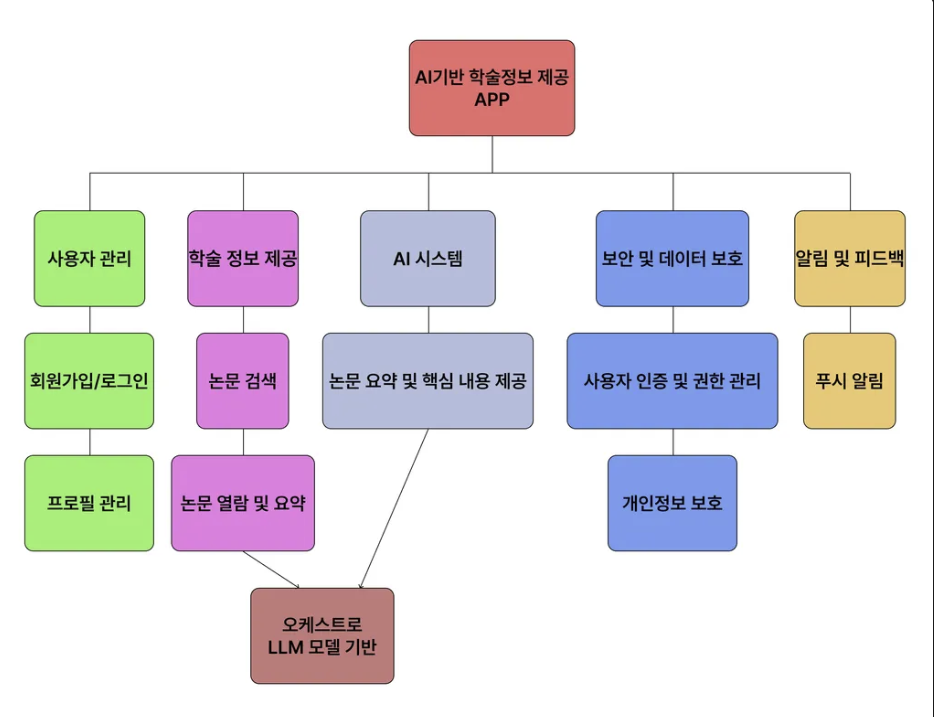 AI기반 학술정보 제공
APP
사용자 관리
학술 정보 제공
AI 시스템
보안 및 데이터 보호
알림 및 피드백
회원가입/로그인
논문 검색
논문 요약 및 핵심 내용 제공
사용자 인증 및 권한 관리
푸시 알림
프로필 관리
논문 열람 및 요약
개인정보 보호
오케스트로
LLM 모델 기반